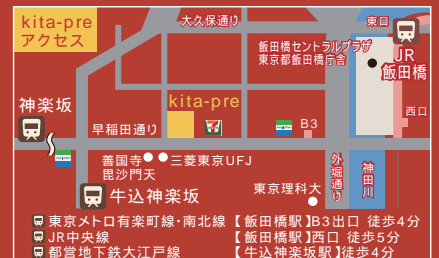 kita-pre
アクセス
大久保通り
東口
飯田橋セントラルプラザ
東京都飯田橋庁舎
JR
飯田橋
神楽坂
kita-pre
西口
早稲田通り
B3
善国寺
毘沙門天
三菱東京UFJ
外堀通り
神田川
牛込神楽坂
東京理科大
東京メトロ有楽町線・南北線【飯田橋駅】B3出口 徒歩4分
JR中央線【飯田橋駅】西口 徒歩5分
都営地下鉄大江戸線【牛込神楽坂駅】徒歩4分